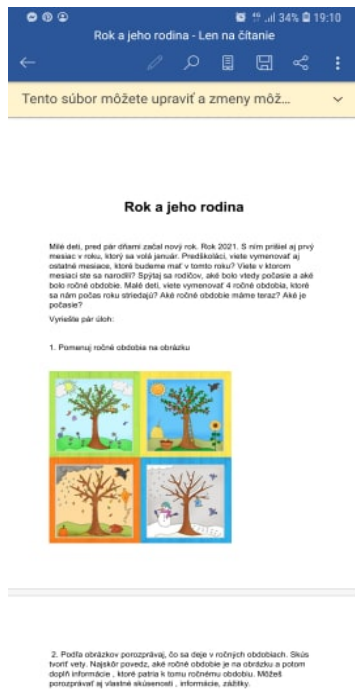 34% 19:10
Rok a jeho rodina - Len na čítanie
Tento súbor môžete upraviť a zmeny môž...
Rok a jeho rodina
Milé deti, pred pár dňami začal nový rok. Rok 2021. S ním prišiel aj prvý
mesiac v roku, ktorý sa volá január. Predškoláci, viete vymenovať aj
ostatné mesiace, ktoré budeme mať v tomto roku? Viete v ktorom
mesiaci ste sa narodili? Spýtaj sa rodičov, aké bolo vtedy počasie a aké
bolo ročné obdobie. Malé deti, viete vymenovať 4 ročné obdobia, ktoré
sa nám počas roku striedajú? Aké ročné obdobie máme teraz? Aké je
počasie?
Vyriešte pár úloh:
1. Pomenuj ročné obdobia na obrázku
2. Podľa obrázkov porozprávaj, čo sa deje v ročných obdobiach. Skús
tvoriť vety. Najskôr povedz, aké ročné obdobie je na obrázku a potom
doplň informácie , ktoré patria k tomu ročnému obdobiu. Môžeš
porozprávať aj vlastné skúsenosti , informácie, zážitky.